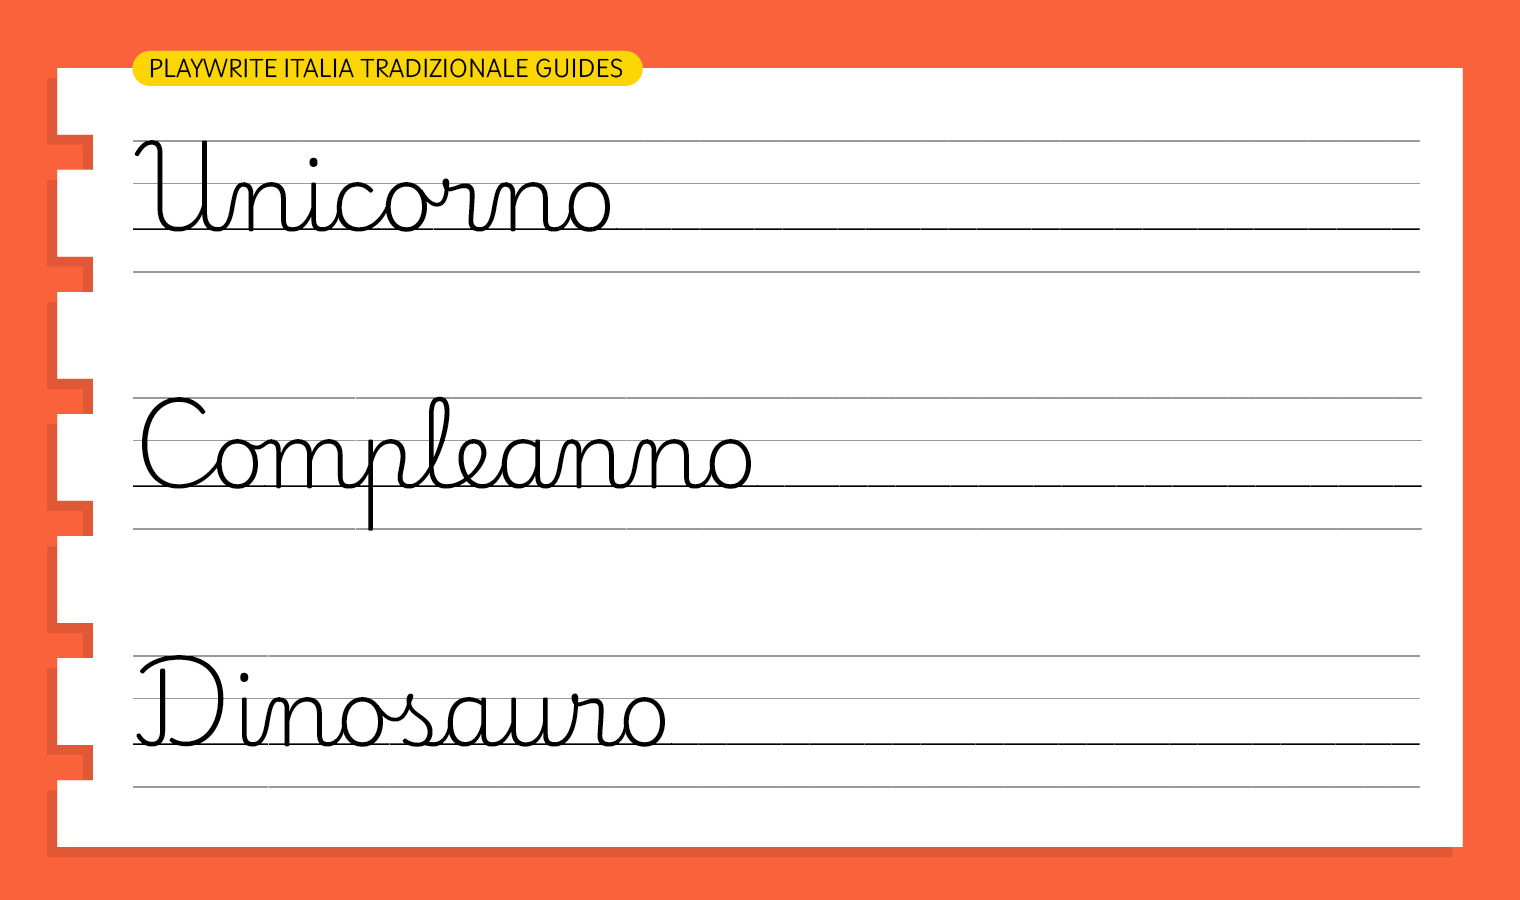 PLAYWRITE ITALIA TRADIZIONALE GUIDES
Unicorno
Compleanno
Dinosauro